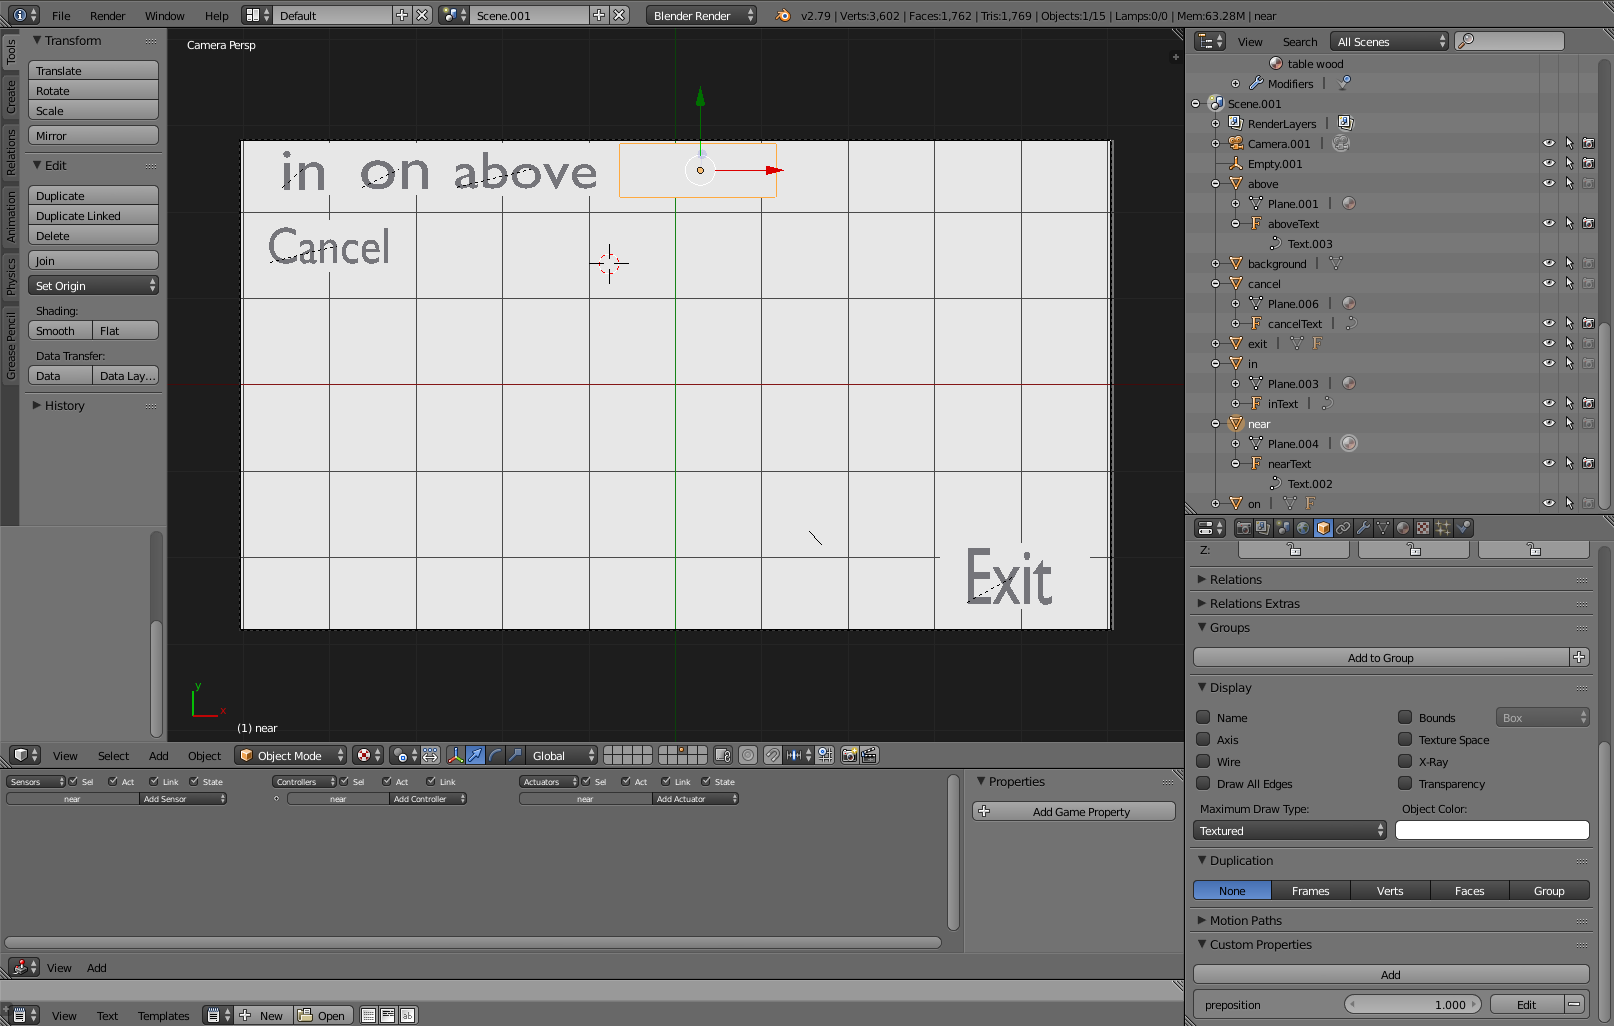 File Render Window Help Default Scene.001 Blender Render v2.79 | Verts:3,602 | Faces:1,762 | Tris:1,769 | Objects:1/15 | Lamps:0/0 | Mem:63.28M | near
Tools
Create
Relations
Animation
Physics
Grease Pencil
Transform
Translate
Rotate
Scale
Mirror
Edit
Duplicate
Duplicate Linked
Delete
Join
Set Origin
Shading:
Smooth Flat
Data Transfer:
Data Data Lay...
History
Camera Persp
in on above
Cancel
Exit
y
x
(1) near
View Select Add Object Object Mode Global
Sensors Sel Act Link State Controllers Sel Act Link Actuators Sel Act Link State
near Add Sensor near Add Controller near Add Actuator
Properties
Add Game Property
View Add
View Text Templates New Open
View Search All Scenes
table wood
Modifiers
Scene.001
RenderLayers
Camera.001
Empty.001
above
Plane.001
aboveText
Text.003
background
cancel
Plane.006
cancelText
exit
in
Plane.003
inText
near
Plane.004
nearText
Text.002
on
Z:
Relations
Relations Extras
Groups
Add to Group
Display
Name Bounds Box
Axis Texture Space
Wire X-Ray
Draw All Edges Transparency
Maximum Draw Type: Object Color:
Textured
Duplication
None Frames Verts Faces Group
Motion Paths
Custom Properties
Add
preposition 1.000 Edit